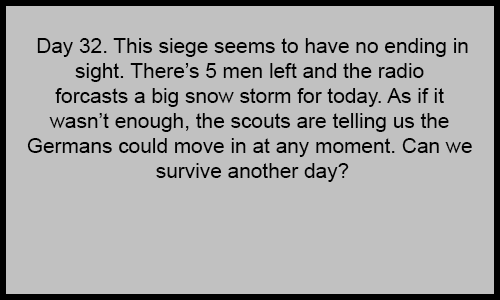 Day 32. This siege seems to have no ending in
sight. There’s 5 men left and the radio
forcasts a big snow storm for today. As if it
wasn’t enough, the scouts are telling us the
Germans could move in at any moment. Can we
survive another day?